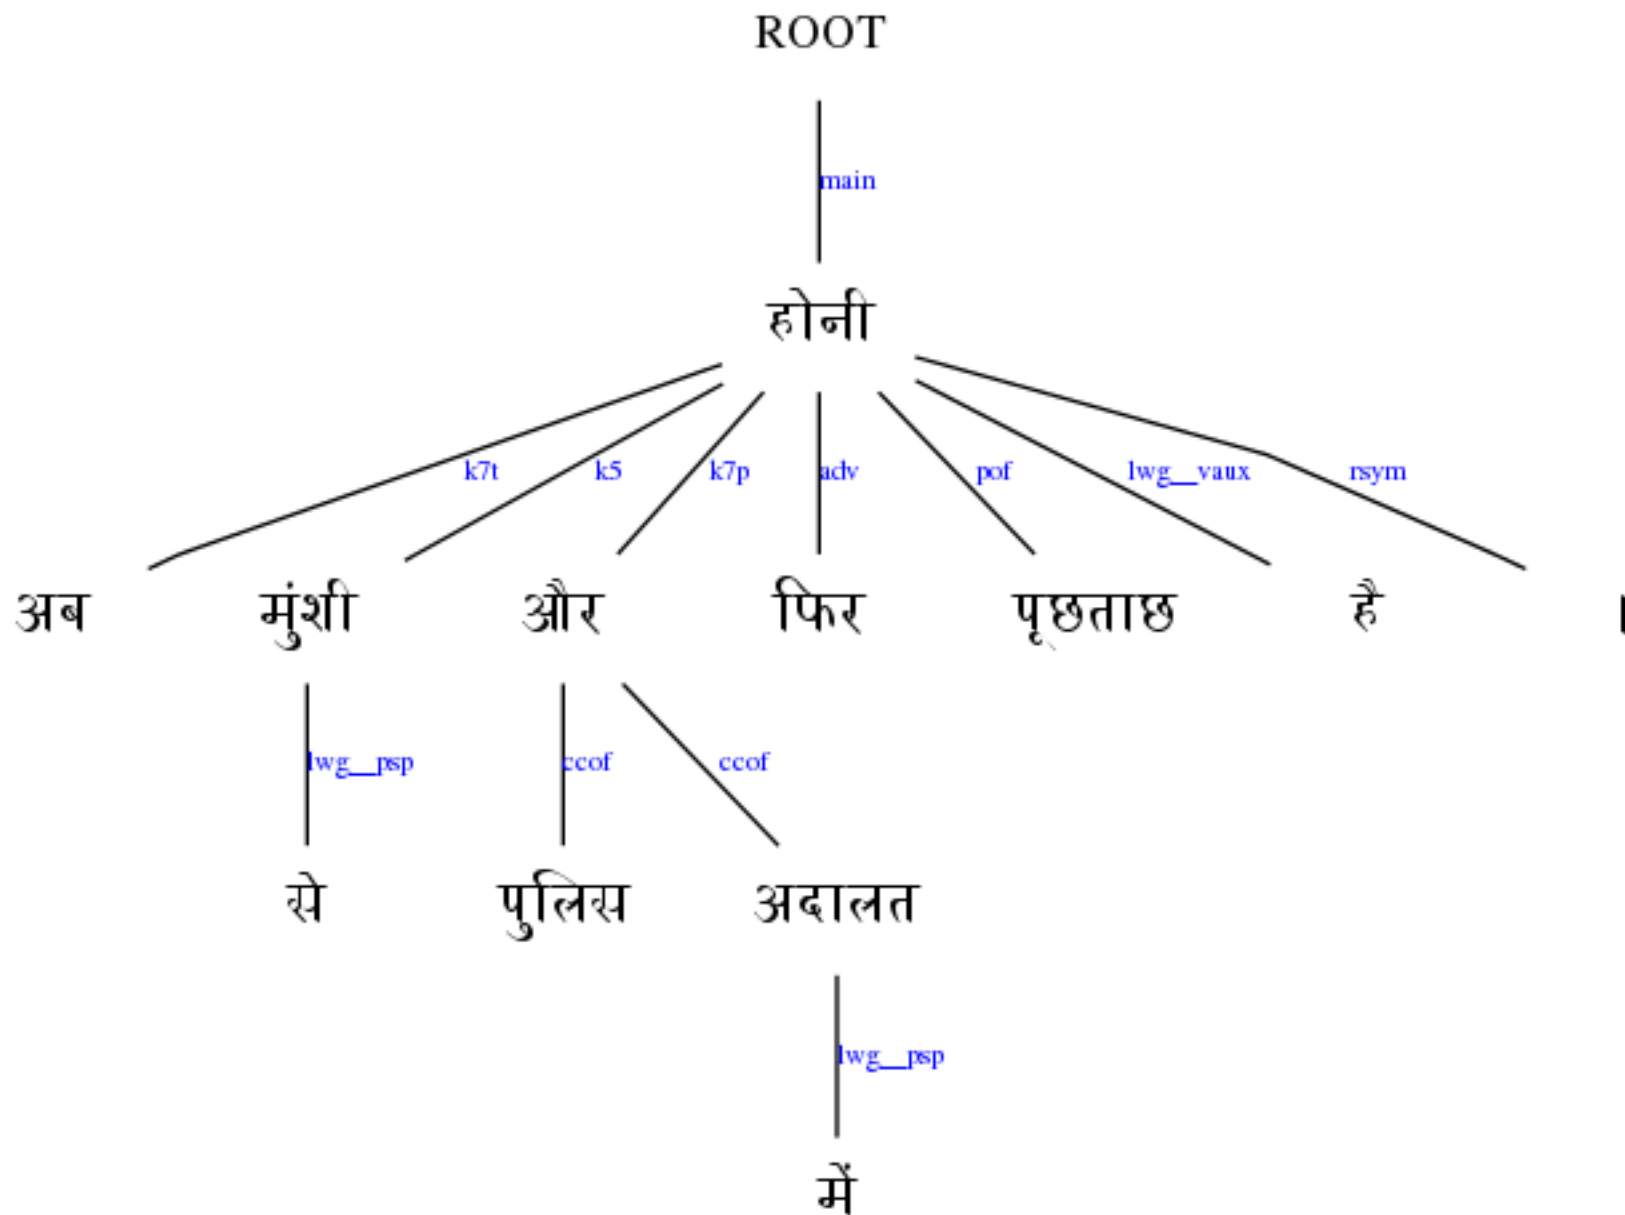 ROOT
main
होनी
k7t k5 k7p adv pof lwg__vaux rsym
अब मुंशी और फिर पूछताछ है ।
lwg__psp ccof ccof
से पुलिस अदालत
lwg__psp
में